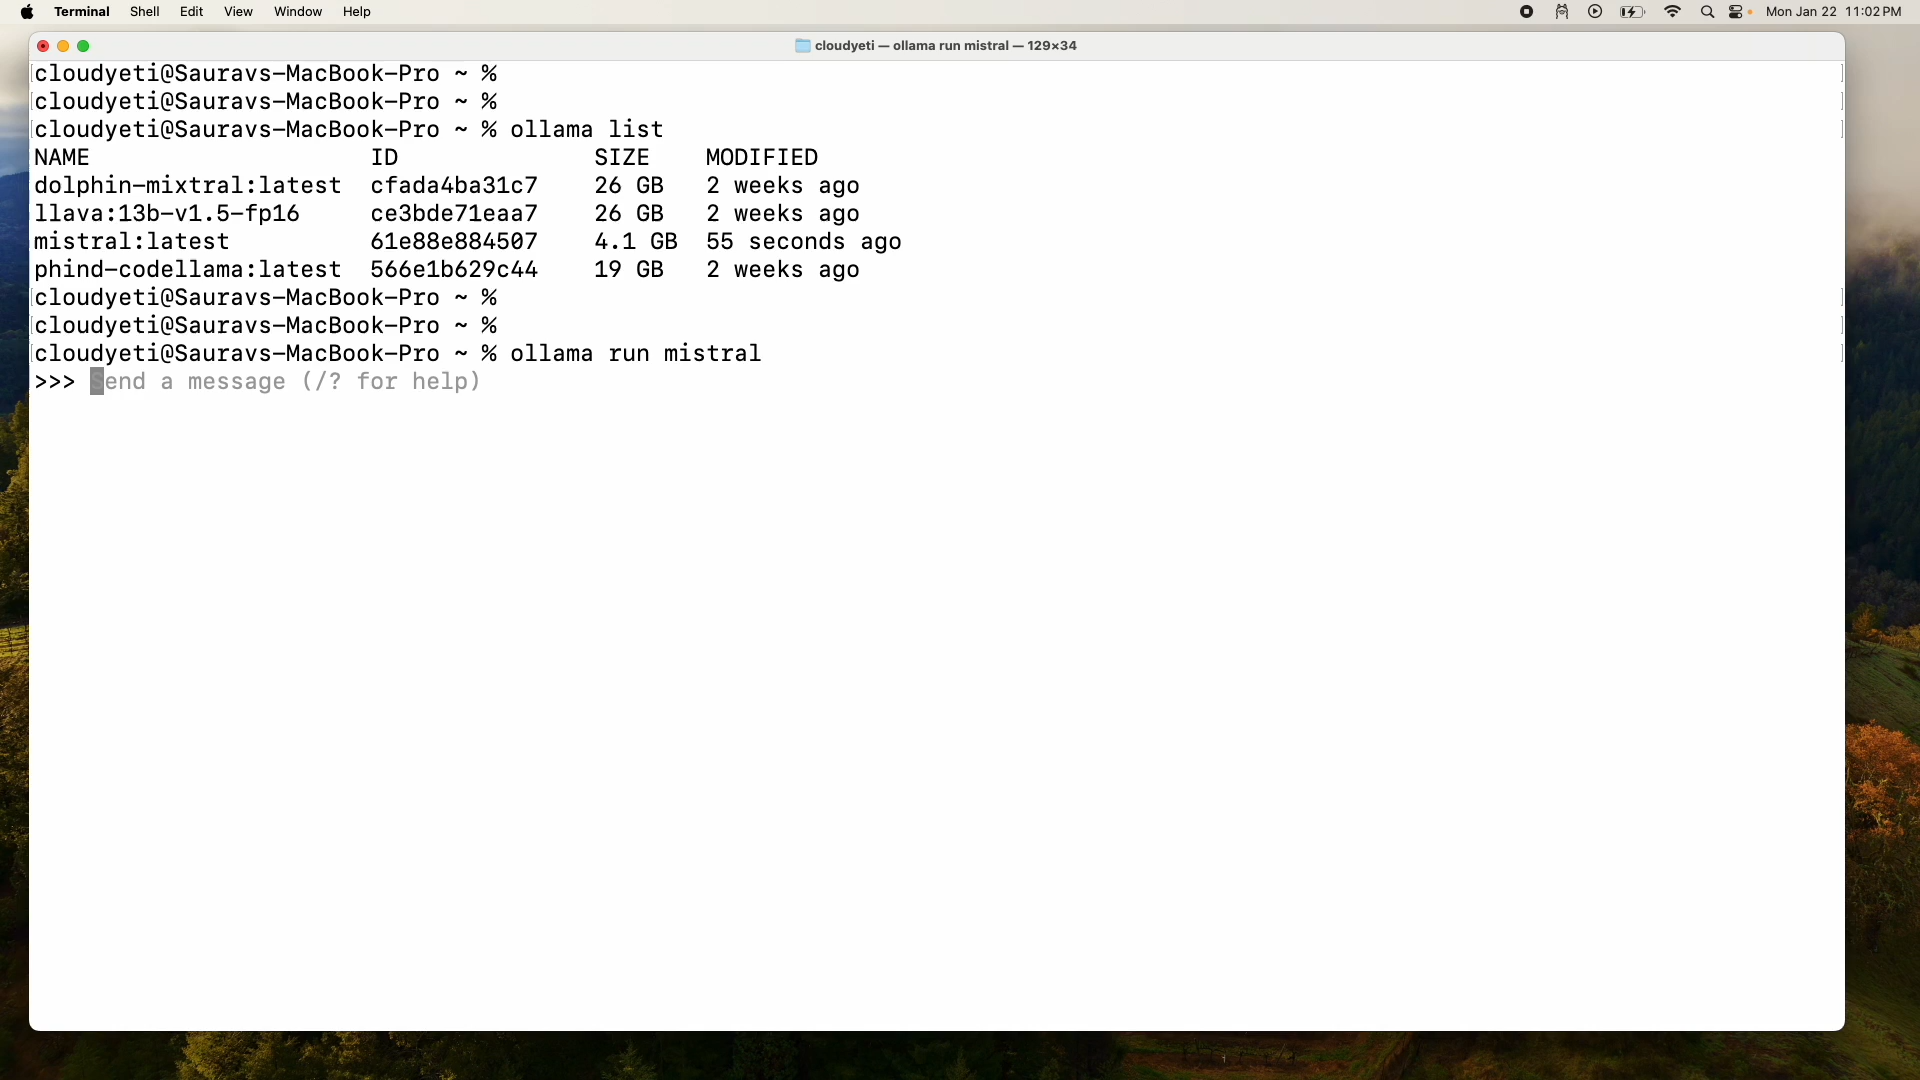 Terminal Shell Edit View Window Help Mon Jan 22 11:02 PM
cloudyeti — ollama run mistral — 129×34
cloudyeti@Sauravs-MacBook-Pro ~ %
cloudyeti@Sauravs-MacBook-Pro ~ %
cloudyeti@Sauravs-MacBook-Pro ~ % ollama list
NAME ID SIZE MODIFIED
dolphin-mixtral:latest cfada4ba31c7 26 GB 2 weeks ago
llava:13b-v1.5-fp16 ce3bde71eaa7 26 GB 2 weeks ago
mistral:latest 61e88e884507 4.1 GB 55 seconds ago
phind-codellama:latest 566e1b629c44 19 GB 2 weeks ago
cloudyeti@Sauravs-MacBook-Pro ~ %
cloudyeti@Sauravs-MacBook-Pro ~ %
cloudyeti@Sauravs-MacBook-Pro ~ % ollama run mistral
>>> Send a message (/? for help)